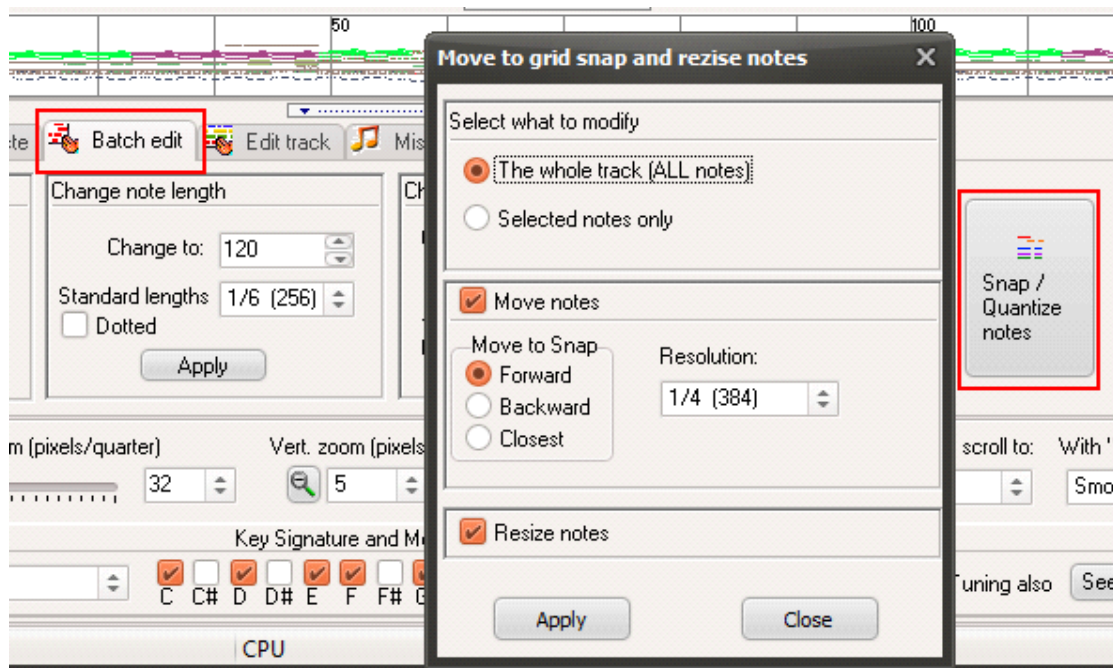 50
100
Move to grid snap and rezise notes
Batch edit
Edit track
Select what to modify
The whole track (ALL notes)
Selected notes only
Change note length
Change to: 120
Standard lengths 1/6 (256)
Dotted
Apply
Snap /
Quantize
notes
Move notes
Move to Snap
Forward
Backward
Closest
Resolution:
1/4 (384)
(pixels/quarter)
32
Vert. zoom
5
scroll to:
With
Resize notes
Key Signature and
C C# D D# E F F#
also
Apply
Close
CPU